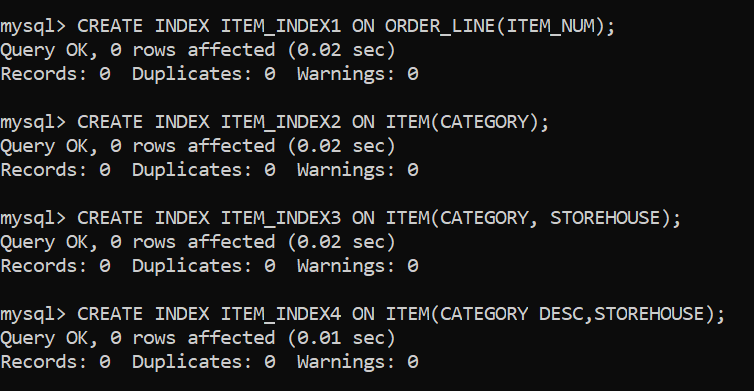 mysql> CREATE INDEX ITEM_INDEX1 ON ORDER_LINE(ITEM_NUM);
Query OK, 0 rows affected (0.02 sec)
Records: 0  Duplicates: 0  Warnings: 0
mysql> CREATE INDEX ITEM_INDEX2 ON ITEM(CATEGORY);
Query OK, 0 rows affected (0.02 sec)
Records: 0  Duplicates: 0  Warnings: 0
mysql> CREATE INDEX ITEM_INDEX3 ON ITEM(CATEGORY, STOREHOUSE);
Query OK, 0 rows affected (0.02 sec)
Records: 0  Duplicates: 0  Warnings: 0
mysql> CREATE INDEX ITEM_INDEX4 ON ITEM(CATEGORY DESC,STOREHOUSE);
Query OK, 0 rows affected (0.01 sec)
Records: 0  Duplicates: 0  Warnings: 0